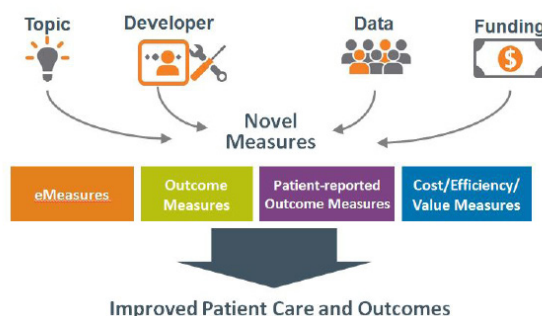 Topic
Developer
Data
Funding
$
Novel
Measures
eMeasures
Outcome
Measures
Patient-reported
Outcome Measures
Cost/Efficiency/
Value Measures
Improved Patient Care and Outcomes